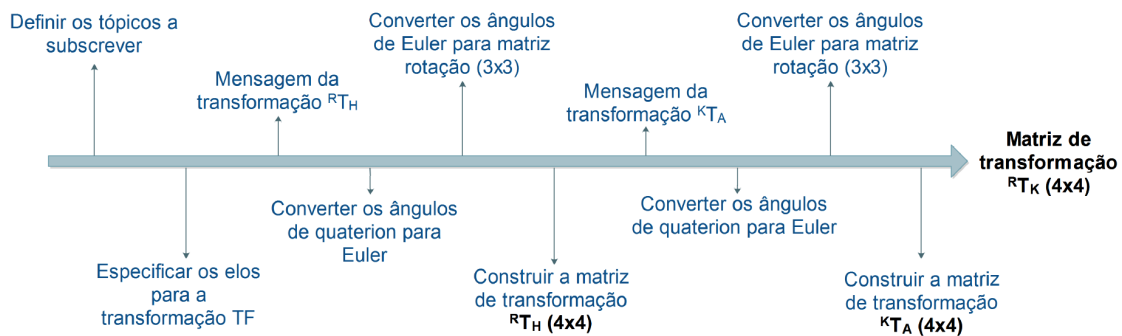 Definir os tópicos a
subscrever
Especificar os elos
para a
transformação TF
Mensagem da
transformação ᴿTH
Converter os ângulos
de quaterion para
Euler
Converter os ângulos
de Euler para matriz
rotação (3x3)
Construir a matriz
de transformação
ᴿTH (4x4)
Mensagem da
transformação ᴷTA
Converter os ângulos
de quaterion para Euler
Converter os ângulos
de Euler para matriz
rotação (3x3)
Construir a matriz
de transformação
ᴷTA (4x4)
Matriz de
transformação
ᴿTK (4x4)